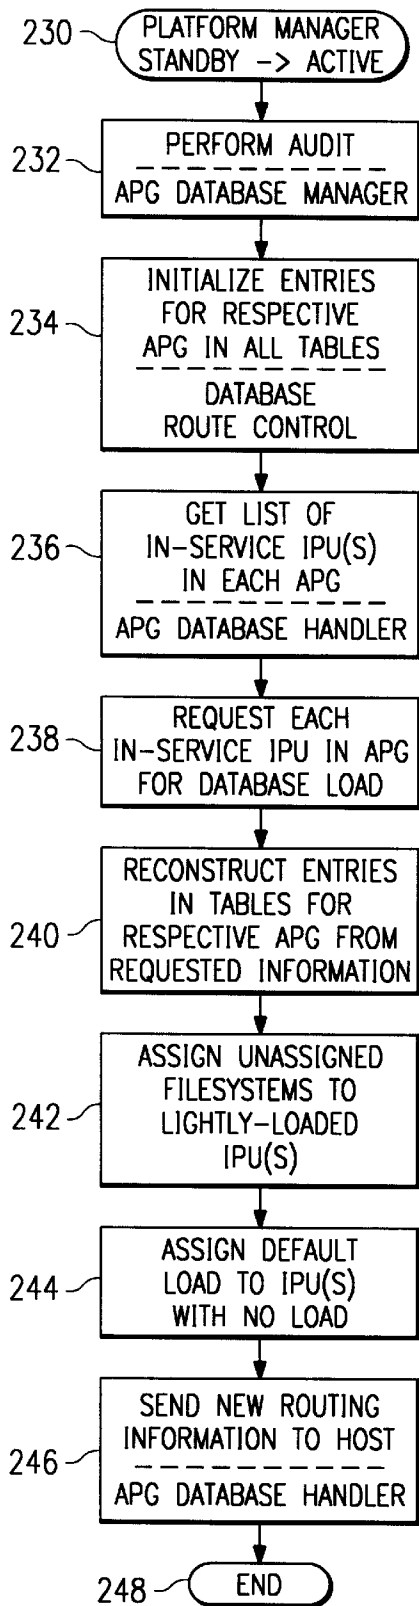 230
PLATFORM MANAGER
STANDBY -> ACTIVE
232
PERFORM AUDIT
APG DATABASE MANAGER
234
INITIALIZE ENTRIES
FOR RESPECTIVE
APG IN ALL TABLES
DATABASE
ROUTE CONTROL
236
GET LIST OF
IN-SERVICE IPU(S)
IN EACH APG
APG DATABASE HANDLER
238
REQUEST EACH
IN-SERVICE IPU IN APG
FOR DATABASE LOAD
240
RECONSTRUCT ENTRIES
IN TABLES FOR
RESPECTIVE APG FROM
REQUESTED INFORMATION
242
ASSIGN UNASSIGNED
FILESYSTEMS TO
LIGHTLY-LOADED
IPU(S)
244
ASSIGN DEFAULT
LOAD TO IPU(S)
WITH NO LOAD
246
SEND NEW ROUTING
INFORMATION TO HOST
APG DATABASE HANDLER
248
END